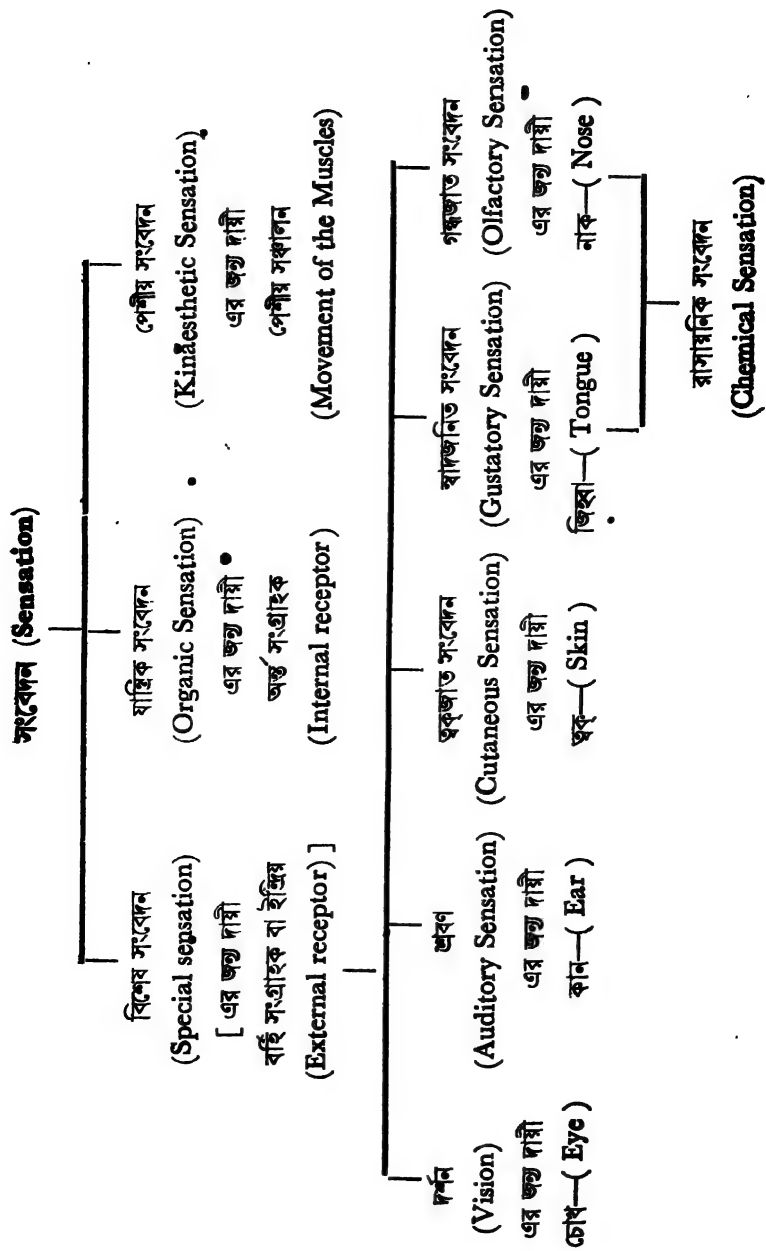 সংবেদন (Sensation)
বিশেষ সংবেদন
(Special sensation)
[ এর জন্য দায়ী
বর্হি সংগ্রাহক বা ইন্দ্রিয়
(External receptor) ]
যান্ত্রিক সংবেদন
(Organic Sensation)
এর জন্য দায়ী
অন্ত সংগ্রাহক
(Internal receptor)
পেশীয় সংবেদন
(Kinaesthetic Sensation)
এর জন্য দায়ী
পেশীয় সঞ্চালন
(Movement of the Muscles)
দর্শন
(Vision)
এর জন্য দায়ী
চোখ—( Eye )
শ্রবণ
(Auditory Sensation)
এর জন্য দায়ী
কান—( Ear )
ত্বকজাত সংবেদন
(Cutaneous Sensation)
এর জন্য দায়ী
ত্বক—( Skin )
স্বাদজনিত সংবেদন
(Gustatory Sensation)
এর জন্য দায়ী
জিহ্বা—( Tongue )
গন্ধজাত সংবেদন
(Olfactory Sensation)
এর জন্য দায়ী
নাক—( Nose )
রাসায়নিক সংবেদন
(Chemical Sensation)